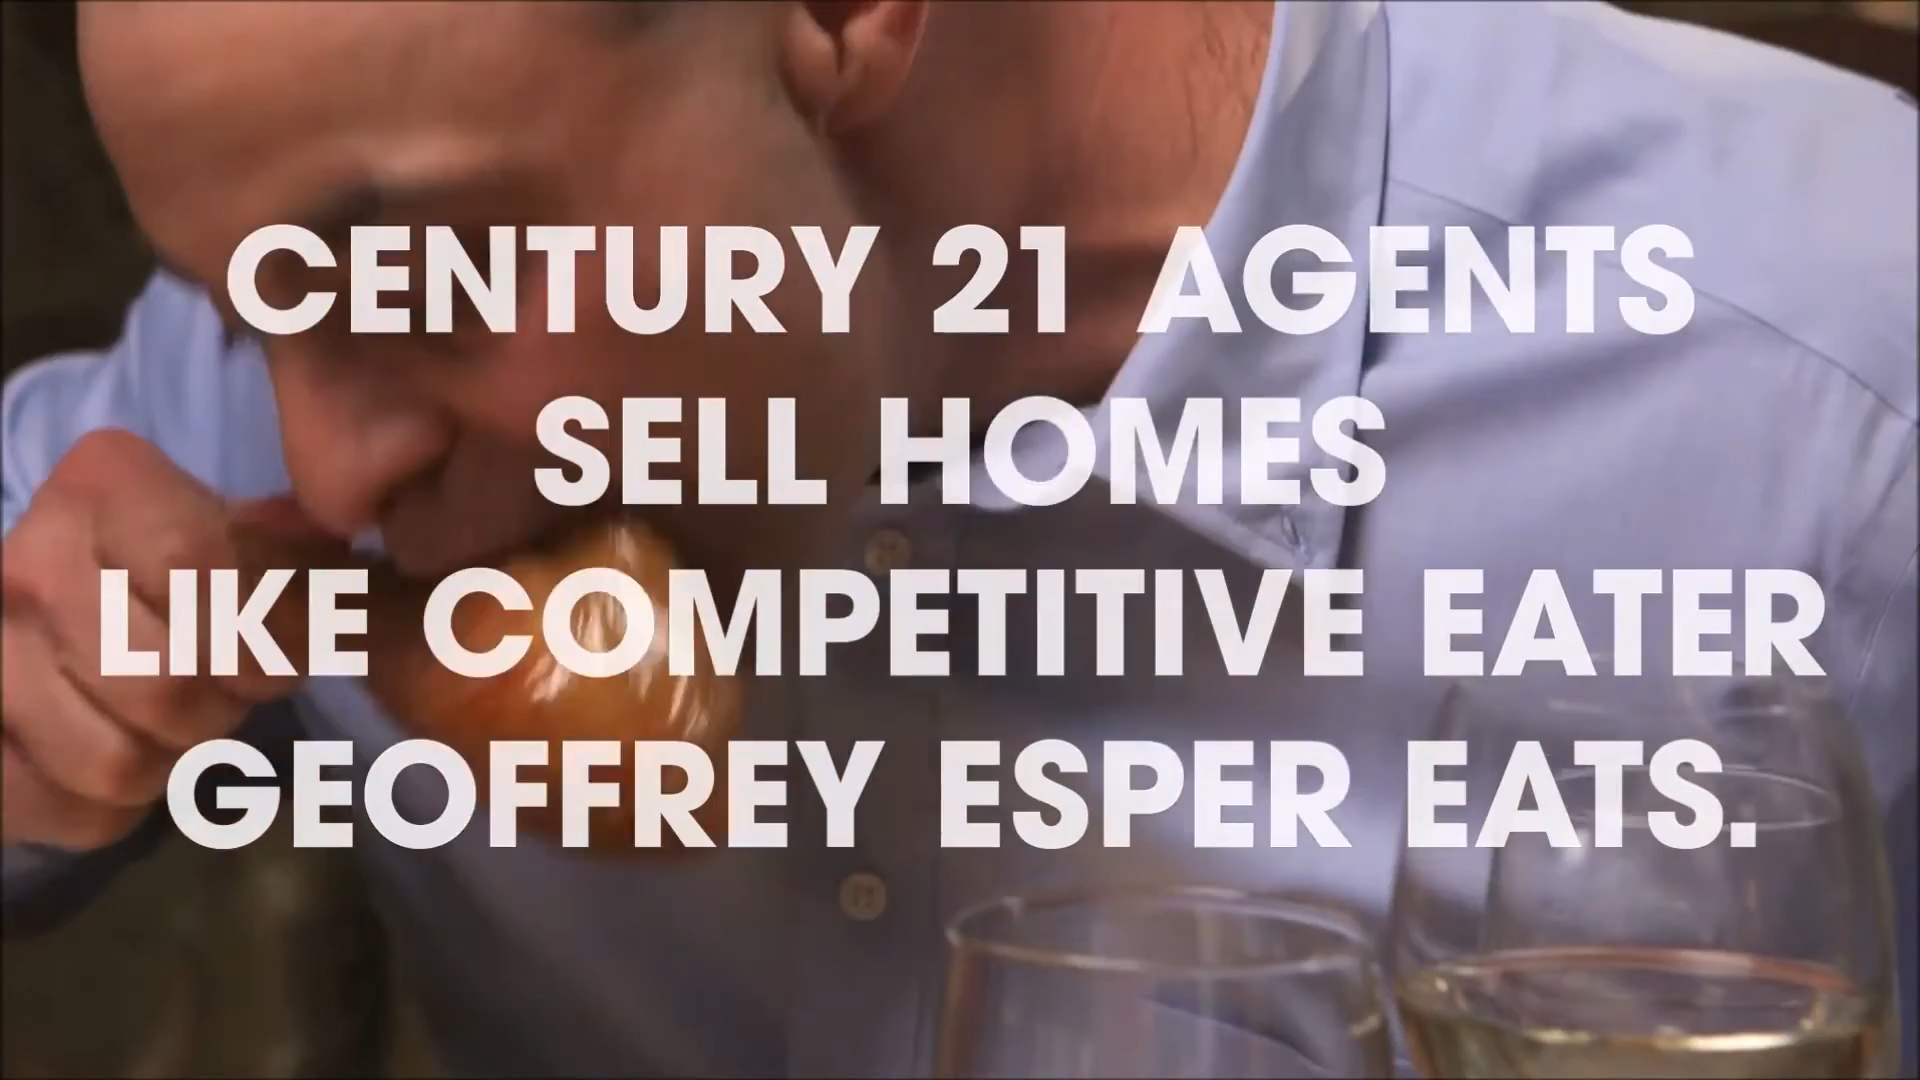 CENTURY 21 AGENTS
SELL HOMES
LIKE COMPETITIVE EATER
GEOFFREY ESPER EATS.